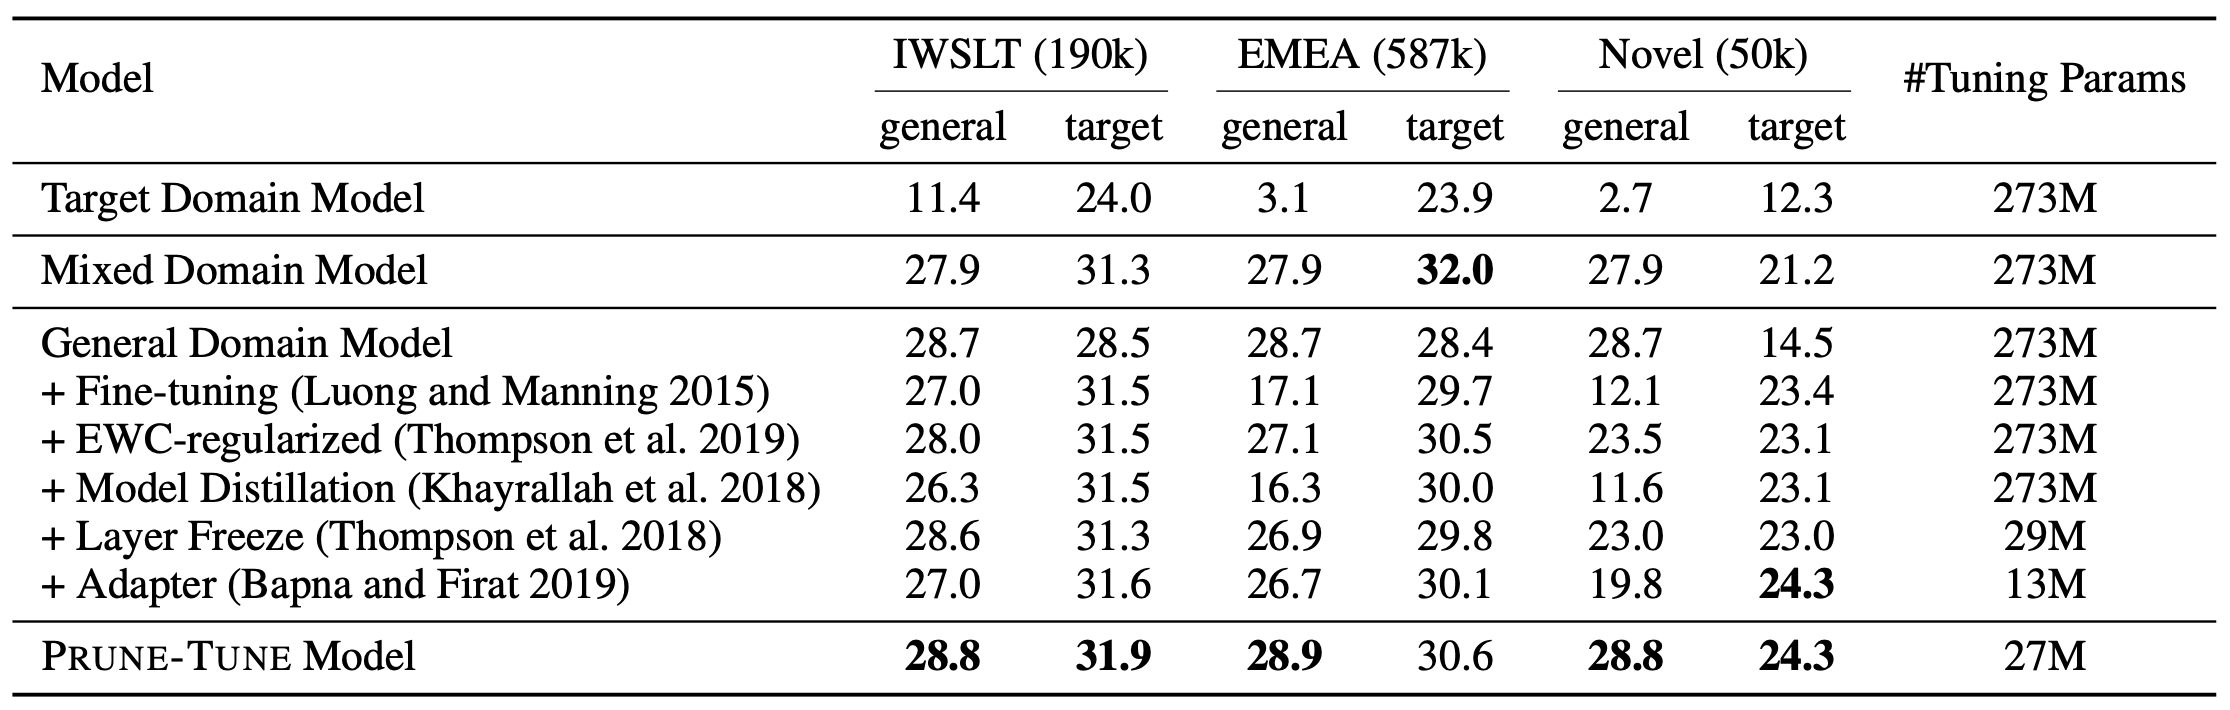 Model IWSLT (190k) EMEA (587k) Novel (50k) #Tuning Params
general target general target general target
Target Domain Model 11.4 24.0 3.1 23.9 2.7 12.3 273M
Mixed Domain Model 27.9 31.3 27.9 32.0 27.9 21.2 273M
General Domain Model 28.7 28.5 28.7 28.4 28.7 14.5 273M
+ Fine-tuning (Luong and Manning 2015) 27.0 31.5 17.1 29.7 12.1 23.4 273M
+ EWC-regularized (Thompson et al. 2019) 28.0 31.5 27.1 30.5 23.5 23.1 273M
+ Model Distillation (Khayrallah et al. 2018) 26.3 31.5 16.3 30.0 11.6 23.1 273M
+ Layer Freeze (Thompson et al. 2018) 28.6 31.3 26.9 29.8 23.0 23.0 29M
+ Adapter (Bapna and Firat 2019) 27.0 31.6 26.7 30.1 19.8 24.3 13M
PRUNE-TUNE Model 28.8 31.9 28.9 30.6 28.8 24.3 27M